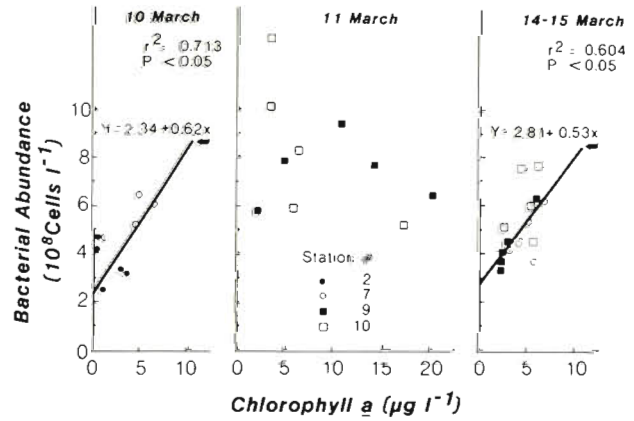 10 March
11 March
14-15 March
r² = 0.713
P < 0.05
r² = 0.604
P < 0.05
Y = 2.34 + 0.62x
Y = 2.81 + 0.53x
Bacterial Abundance
(10⁸ Cells l⁻¹)
10
8
6
4
2
0
Station
2
7
9
10
0 5 10
0 5 10 15 20
0 5 10
Chlorophyll a (µg l⁻¹)